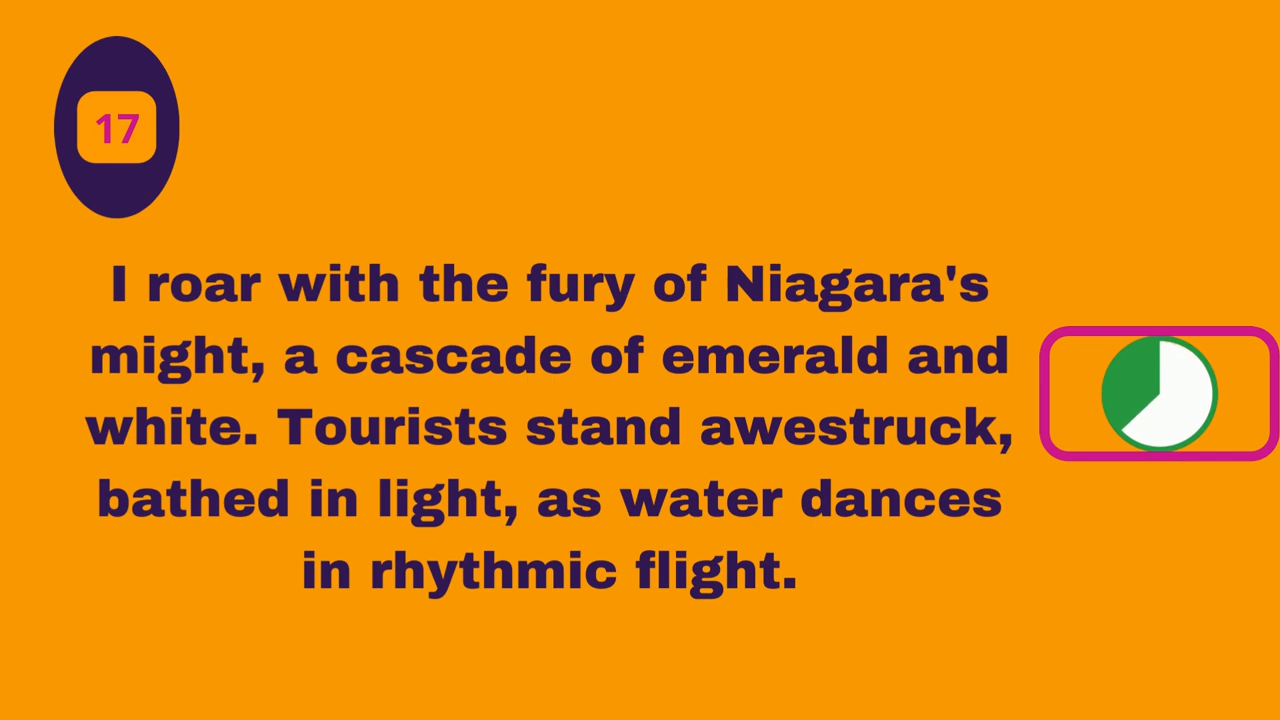 17
I roar with the fury of Niagara's
might, a cascade of emerald and
white. Tourists stand awestruck,
bathed in light, as water dances
in rhythmic flight.